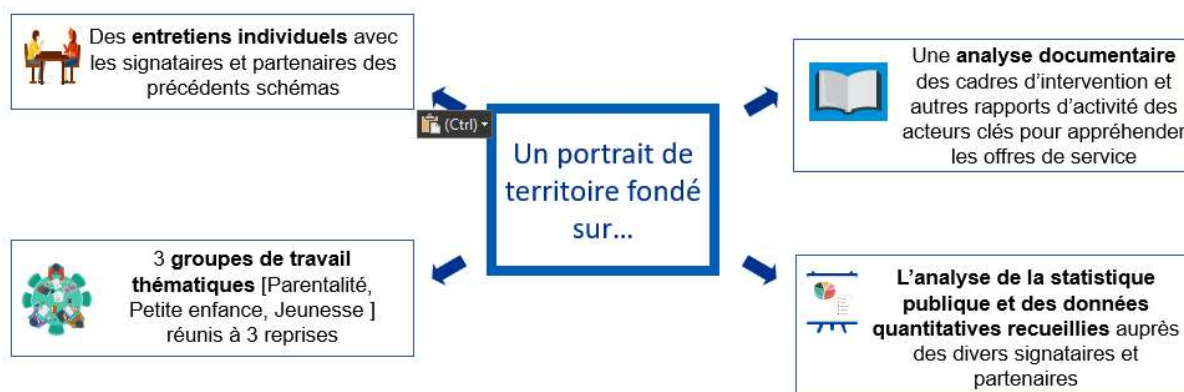 Des entretiens individuels avec
les signataires et partenaires des
précédents schémas
Une analyse documentaire
des cadres d'intervention et
autres rapports d'activité des
acteurs clés pour appréhender
les offres de service
(Ctrl)
Un portrait de
territoire fondé
sur...
3 groupes de travail
thématiques [Parentalité,
Petite enfance, Jeunesse ]
réunis à 3 reprises
L'analyse de la statistique
publique et des données
quantitatives recueillies auprès
des divers signataires et
partenaires